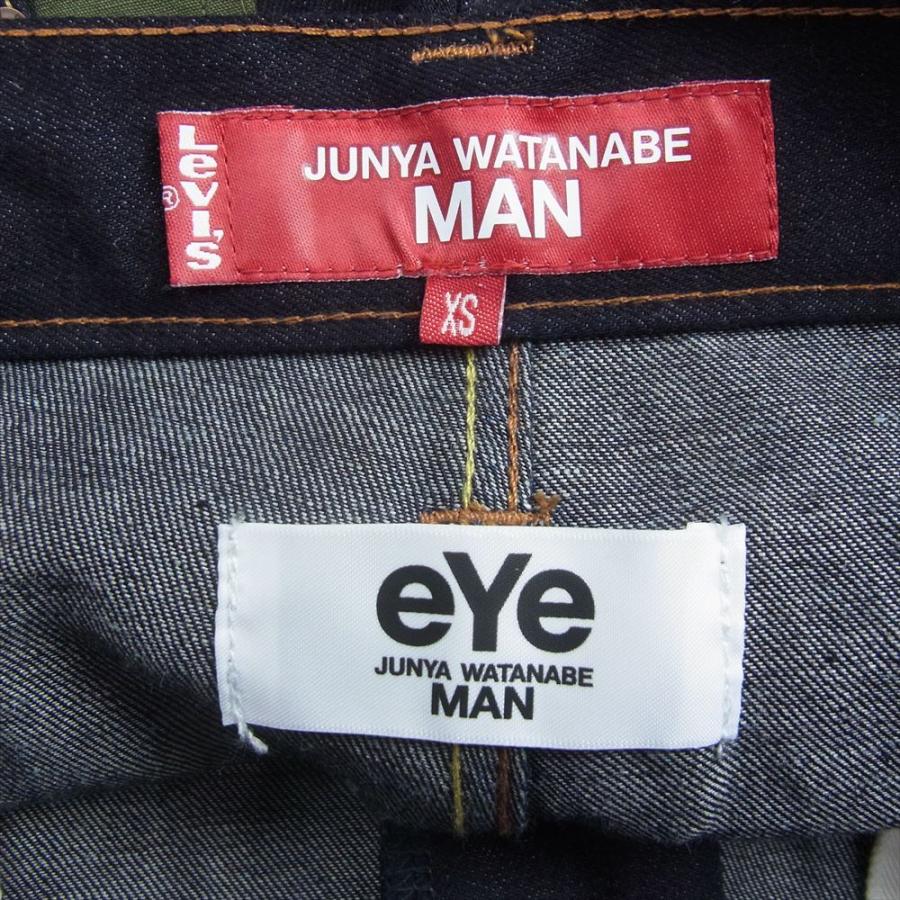 Levi's
®
JUNYA WATANABE
MAN
XS
eYe
JUNYA WATANABE
MAN